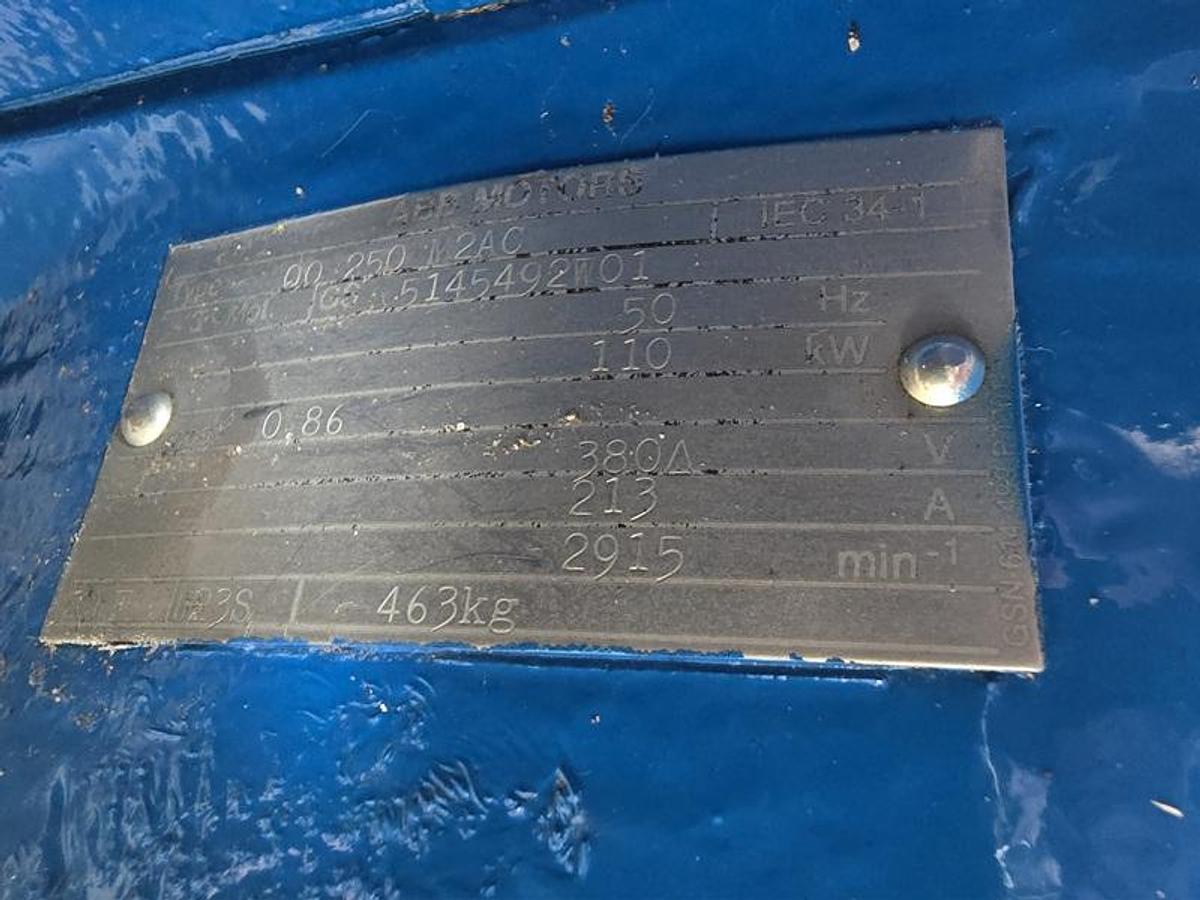 ABB MOTORS
IEC 34-1
QU 250 M2AC
5145492W01
50 Hz
110 kW
0,86
380Δ V
213 A
2915 min-1
IP23S 463kg